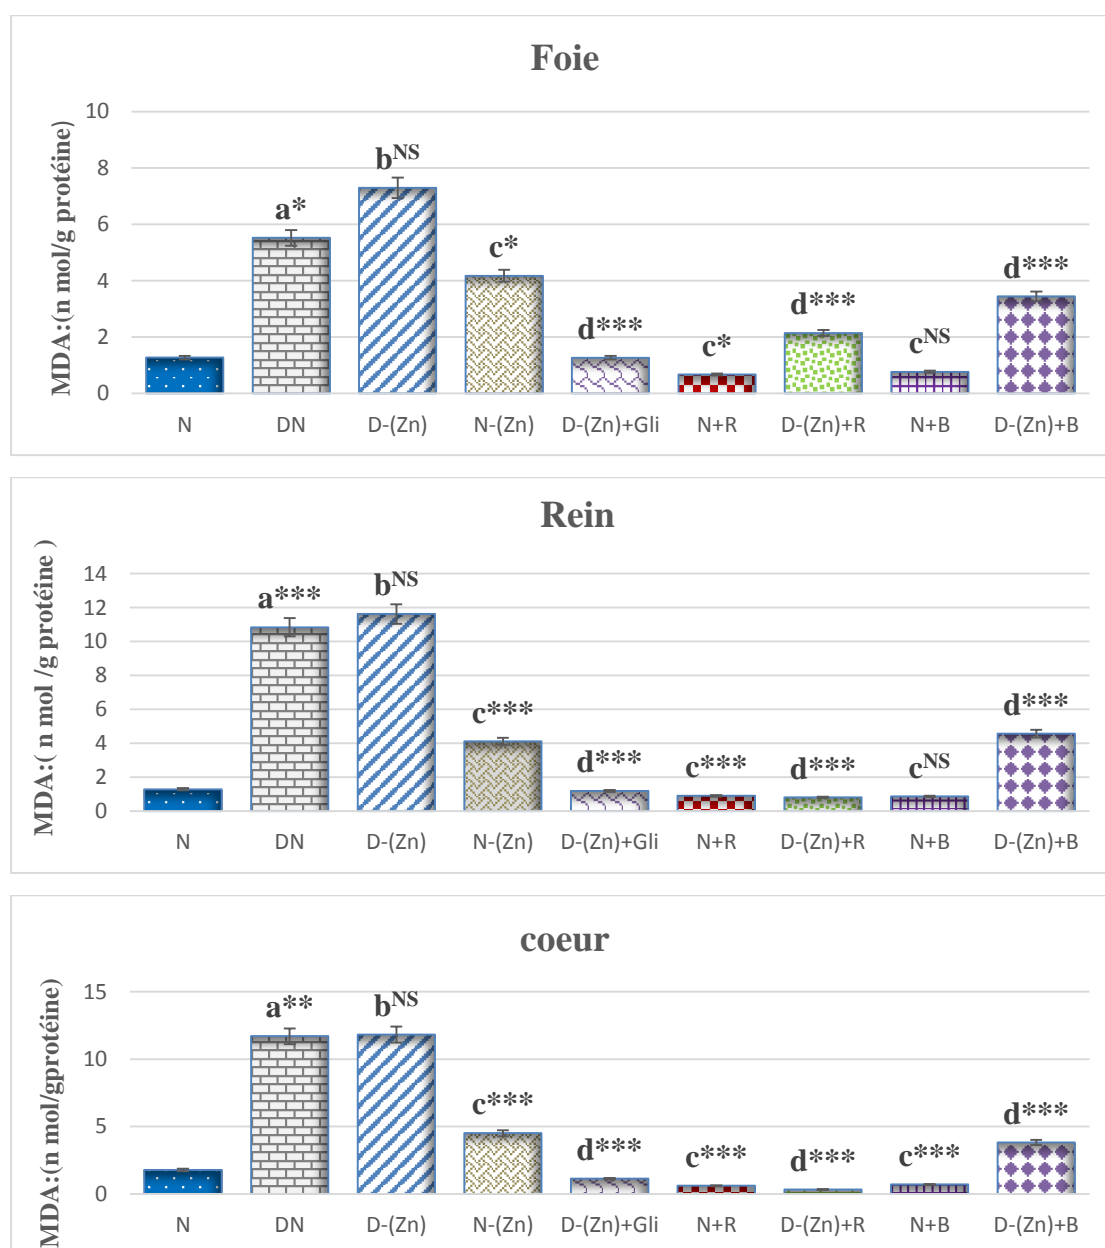 Foie
MDA:(n mol/g protéine)
10
8
6
4
2
0
a*
bNS
c*
d***
c*
d***
cNS
d***
N DN D-(Zn) N-(Zn) D-(Zn)+Gli N+R D-(Zn)+R N+B D-(Zn)+B
Rein
MDA:( n mol /g protéine )
14
12
10
8
6
4
2
0
a***
bNS
c***
d***
c***
d***
cNS
d***
N DN D-(Zn) N-(Zn) D-(Zn)+Gli N+R D-(Zn)+R N+B D-(Zn)+B
coeur
MDA:(n mol/gprotéine)
15
10
5
0
a**
bNS
c***
d***
c***
d***
c***
d***
N DN D-(Zn) N-(Zn) D-(Zn)+Gli N+R D-(Zn)+R N+B D-(Zn)+B